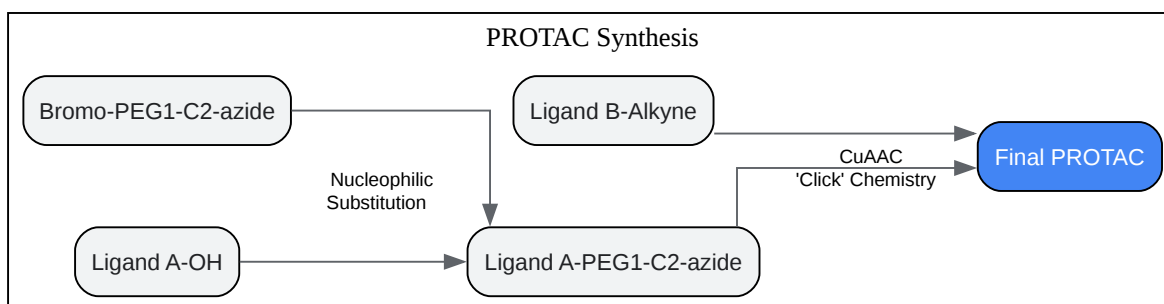 PROTAC Synthesis
Bromo-PEG1-C2-azide
Ligand B-Alkyne
Final PROTAC
CuAAC
'Click' Chemistry
Nucleophilic
Substitution
Ligand A-OH
Ligand A-PEG1-C2-azide